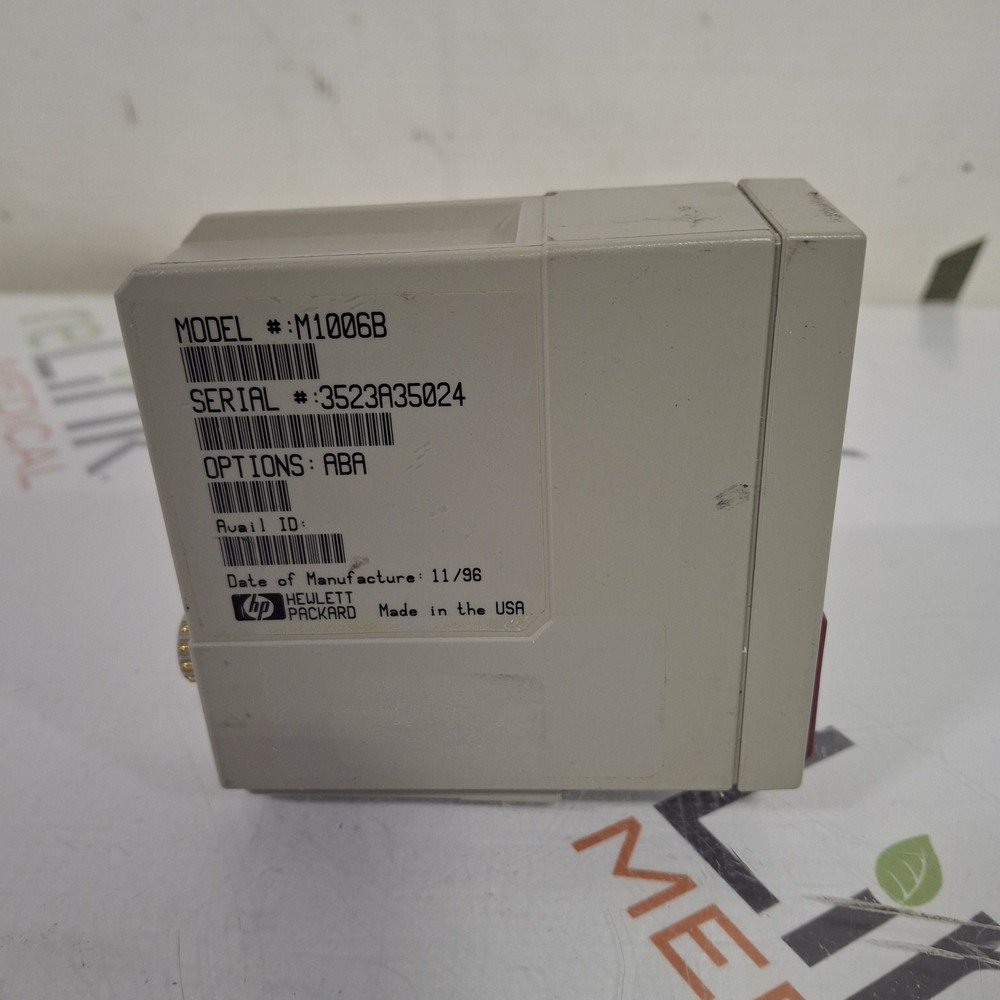 MODEL #:M1006B
SERIAL #:3523A35024
OPTIONS: ABA
Avail ID:
Date of Manufacture: 11/96
hp HEWLETT
PACKARD Made in the USA
MEDICAL